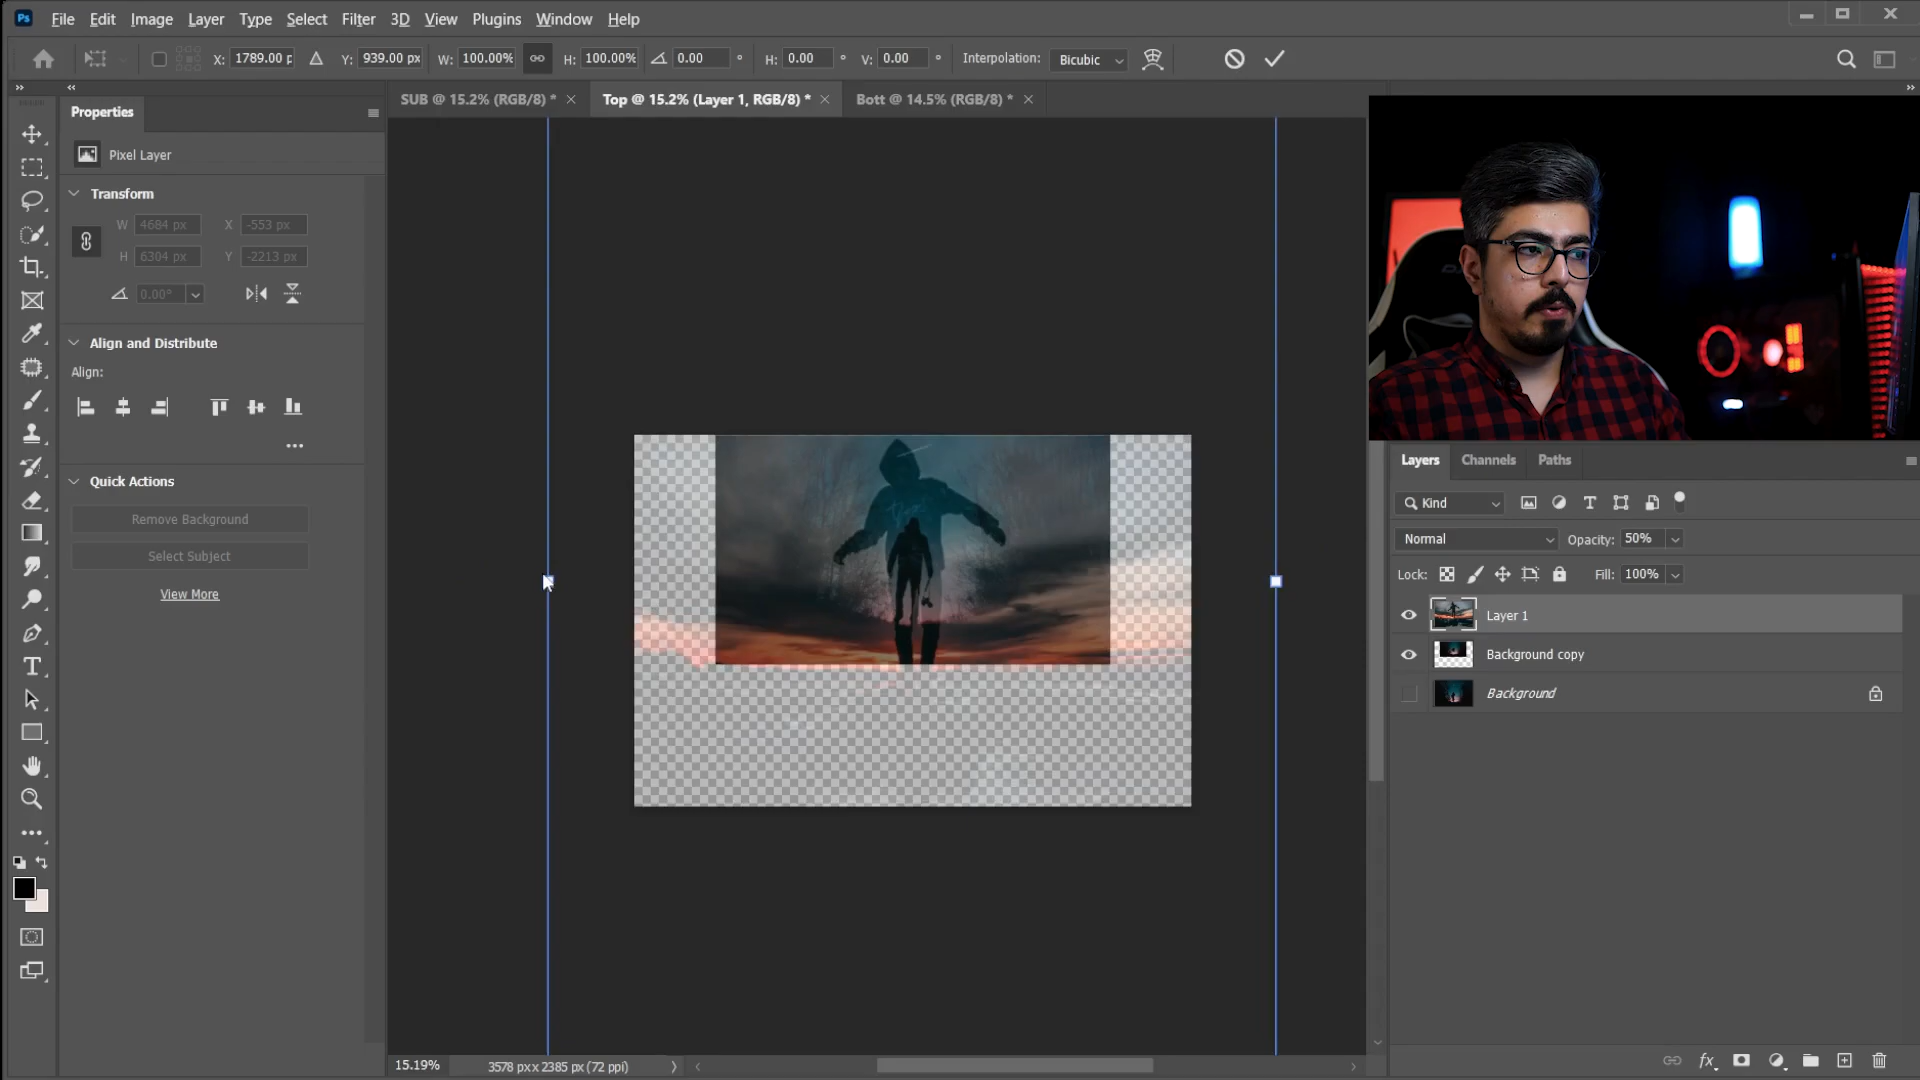 Ps File Edit Image Layer Type Select Filter 3D View Plugins Window Help
X: 1789.00 p Y: 939.00 px W: 100.00% H: 100.00% 0.00 ° H: 0.00 ° V: 0.00 ° Interpolation: Bicubic
SUB @ 15.2% (RGB/8) * × Top @ 15.2% (Layer 1, RGB/8) * × Bott @ 14.5% (RGB/8) * ×
Properties
Pixel Layer
Transform
W 4684 px X -553 px
H 6304 px Y -2213 px
0.00°
Align and Distribute
Align:
Quick Actions
Remove Background
Select Subject
View More
Layers Channels Paths
Kind
Normal Opacity: 50%
Lock: Fill: 100%
Layer 1
Background copy
Background
fx
15.19% 3578 px x 2385 px (72 ppi)